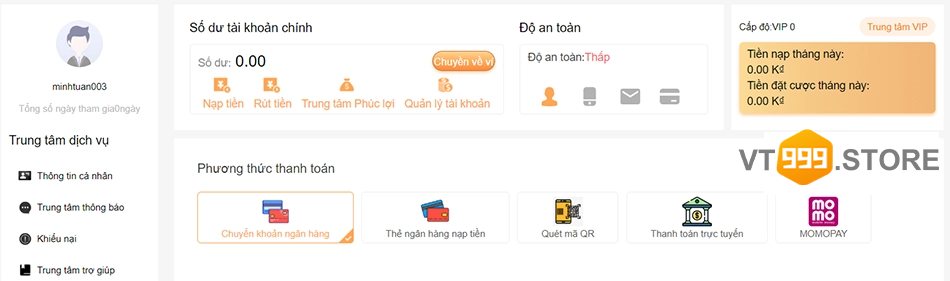 minhtuan003
Tổng số ngày tham gia0ngày
Trung tâm dịch vụ
Thông tin cá nhân
Trung tâm thông báo
Khiếu nại
Trung tâm trợ giúp
Số dư tài khoản chính
Số dư: 0.00
Chuyển về ví
Nạp tiền
Rút tiền
Trung tâm Phúc lợi
Quản lý tài khoản
Độ an toàn
Độ an toàn:Thấp
Cấp độ:VIP 0
Trung tâm VIP
Tiền nạp tháng này:
0.00 K₫
Tiền đặt cược tháng này:
0.00 K₫
VT999.STORE
Phương thức thanh toán
Chuyển khoản ngân hàng
Thẻ ngân hàng nạp tiền
Quét mã QR
Thanh toán trực tuyến
mo
mo
MOMOPAY